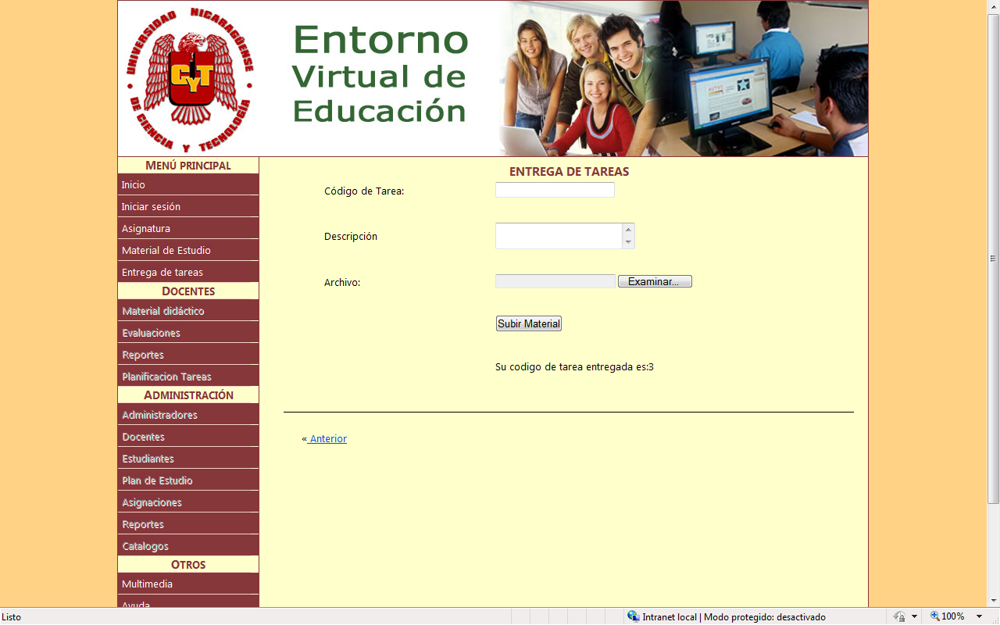 UNIVERSIDAD NICARAGÜENSE
DE CIENCIA Y TECNOLOGÍA
CYT
Entorno
Virtual de
Educación
MENÚ PRINCIPAL
Inicio
Iniciar sesión
Asignatura
Material de Estudio
Entrega de tareas
DOCENTES
Material didáctico
Evaluaciones
Reportes
Planificacion Tareas
ADMINISTRACIÓN
Administradores
Docentes
Estudiantes
Plan de Estudio
Asignaciones
Reportes
Catalogos
OTROS
Multimedia
Ayuda
ENTREGA DE TAREAS
Código de Tarea:
Descripción
Archivo: Examinar...
Subir Material
Su codigo de tarea entregada es:3
« Anterior
Listo Intranet local | Modo protegido: desactivado 100%